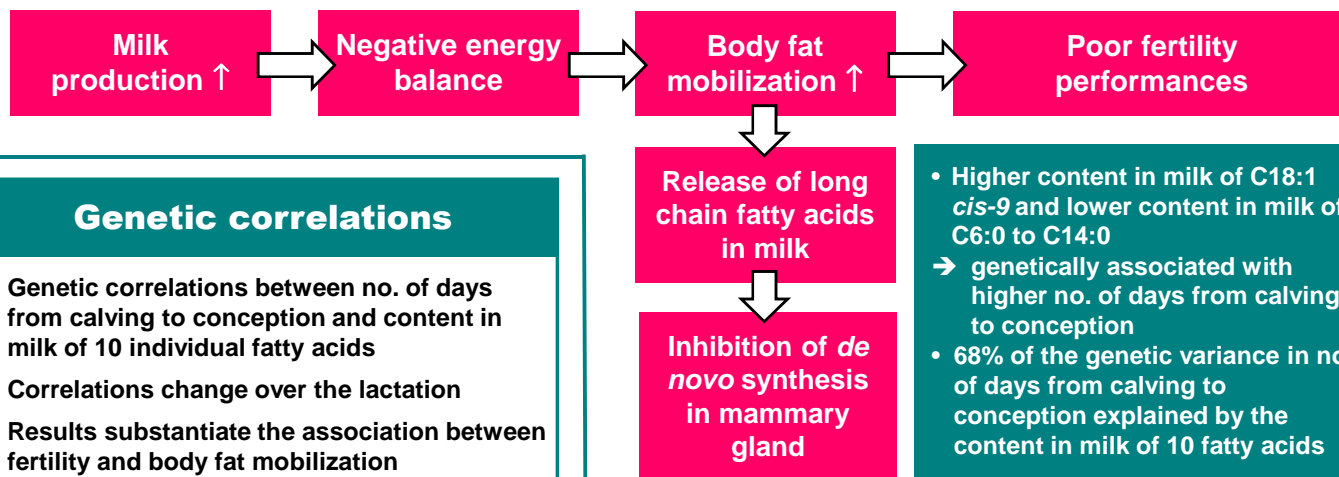 Milk
production ↑
Negative energy
balance
Body fat
mobilization ↑
Poor fertility
performances
Release of long
chain fatty acids
in milk
Inhibition of de
novo synthesis
in mammary
gland
Genetic correlations
Genetic correlations between no. of days
from calving to conception and content in
milk of 10 individual fatty acids
Correlations change over the lactation
Results substantiate the association between
fertility and body fat mobilization
• Higher content in milk of C18:1
cis-9 and lower content in milk of
C6:0 to C14:0
➔ genetically associated with
higher no. of days from calving
to conception
• 68% of the genetic variance in no
of days from calving to
conception explained by the
content in milk of 10 fatty acids